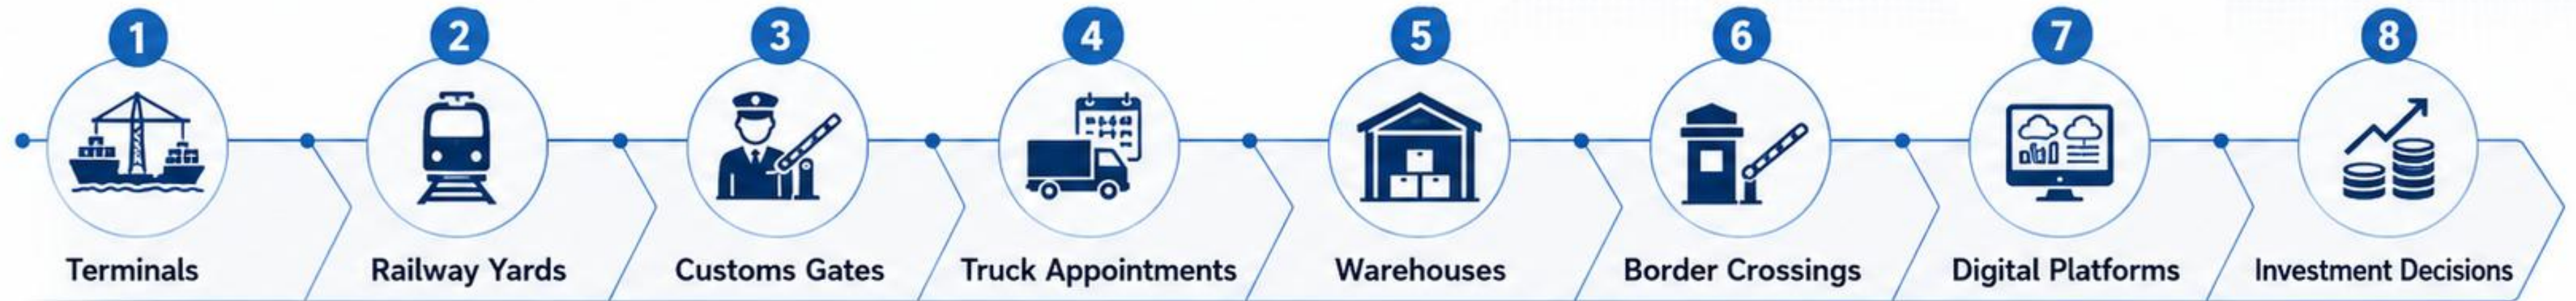 1
2
3
4
5
6
7
8
Terminals
Railway Yards
Customs Gates
Truck Appointments
Warehouses
Border Crossings
Digital Platforms
Investment Decisions